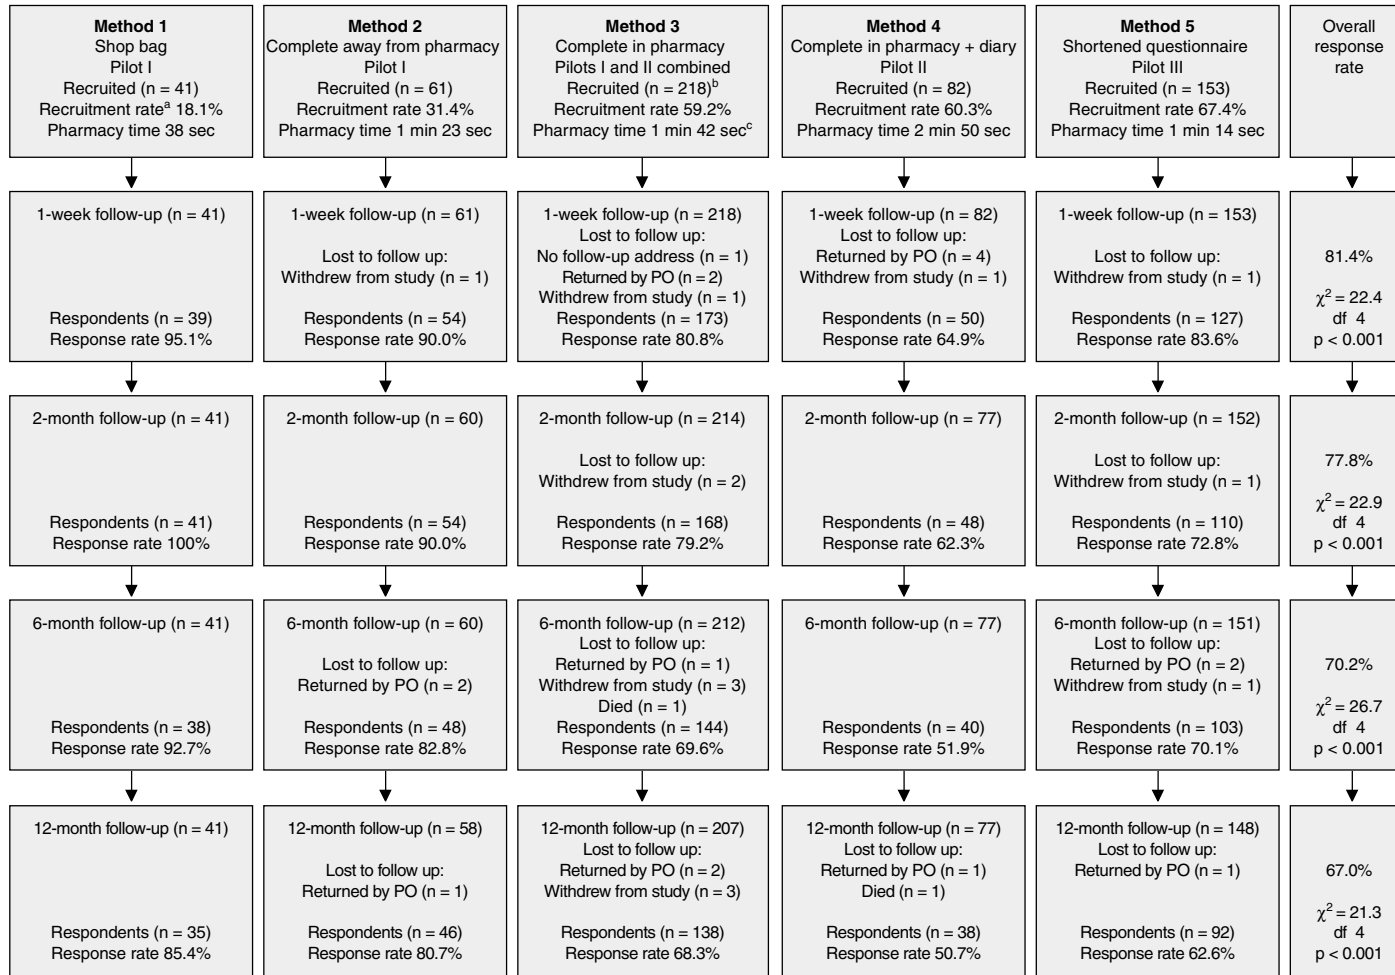 Method 1
Shop bag
Pilot I
Recruited (n = 41)
Recruitment rateᵃ 18.1%
Pharmacy time 38 sec
Method 2
Complete away from pharmacy
Pilot I
Recruited (n = 61)
Recruitment rate 31.4%
Pharmacy time 1 min 23 sec
Method 3
Complete in pharmacy
Pilots I and II combined
Recruited (n = 218)ᵇ
Recruitment rate 59.2%
Pharmacy time 1 min 42 secᶜ
Method 4
Complete in pharmacy + diary
Pilot II
Recruited (n = 82)
Recruitment rate 60.3%
Pharmacy time 2 min 50 sec
Method 5
Shortened questionnaire
Pilot III
Recruited (n = 153)
Recruitment rate 67.4%
Pharmacy time 1 min 14 sec
Overall
response
rate
1-week follow-up (n = 41)
Respondents (n = 39)
Response rate 95.1%
1-week follow-up (n = 61)
Lost to follow up:
Withdrew from study (n = 1)
Respondents (n = 54)
Response rate 90.0%
1-week follow-up (n = 218)
Lost to follow up:
No follow-up address (n = 1)
Returned by PO (n = 2)
Withdrew from study (n = 1)
Respondents (n = 173)
Response rate 80.8%
1-week follow-up (n = 82)
Lost to follow up:
Returned by PO (n = 4)
Withdrew from study (n = 1)
Respondents (n = 50)
Response rate 64.9%
1-week follow-up (n = 153)
Lost to follow up:
Withdrew from study (n = 1)
Respondents (n = 127)
Response rate 83.6%
81.4%
χ² = 22.4
df 4
p < 0.001
2-month follow-up (n = 41)
Respondents (n = 41)
Response rate 100%
2-month follow-up (n = 60)
Respondents (n = 54)
Response rate 90.0%
2-month follow-up (n = 214)
Lost to follow up:
Withdrew from study (n = 2)
Respondents (n = 168)
Response rate 79.2%
2-month follow-up (n = 77)
Respondents (n = 48)
Response rate 62.3%
2-month follow-up (n = 152)
Lost to follow up:
Withdrew from study (n = 1)
Respondents (n = 110)
Response rate 72.8%
77.8%
χ² = 22.9
df 4
p < 0.001
6-month follow-up (n = 41)
Respondents (n = 38)
Response rate 92.7%
6-month follow-up (n = 60)
Lost to follow up:
Returned by PO (n = 2)
Respondents (n = 48)
Response rate 82.8%
6-month follow-up (n = 212)
Lost to follow up:
Returned by PO (n = 1)
Withdrew from study (n = 3)
Died (n = 1)
Respondents (n = 144)
Response rate 69.6%
6-month follow-up (n = 77)
Respondents (n = 40)
Response rate 51.9%
6-month follow-up (n = 151)
Lost to follow up:
Returned by PO (n = 2)
Withdrew from study (n = 1)
Respondents (n = 103)
Response rate 70.1%
70.2%
χ² = 26.7
df 4
p < 0.001
12-month follow-up (n = 41)
Respondents (n = 35)
Response rate 85.4%
12-month follow-up (n = 58)
Lost to follow up:
Returned by PO (n = 1)
Respondents (n = 46)
Response rate 80.7%
12-month follow-up (n = 207)
Lost to follow up:
Returned by PO (n = 2)
Withdrew from study (n = 3)
Respondents (n = 138)
Response rate 68.3%
12-month follow-up (n = 77)
Lost to follow up:
Returned by PO (n = 1)
Died (n = 1)
Respondents (n = 38)
Response rate 50.7%
12-month follow-up (n = 148)
Lost to follow up:
Returned by PO (n = 1)
Respondents (n = 92)
Response rate 62.6%
67.0%
χ² = 21.3
df 4
p < 0.001